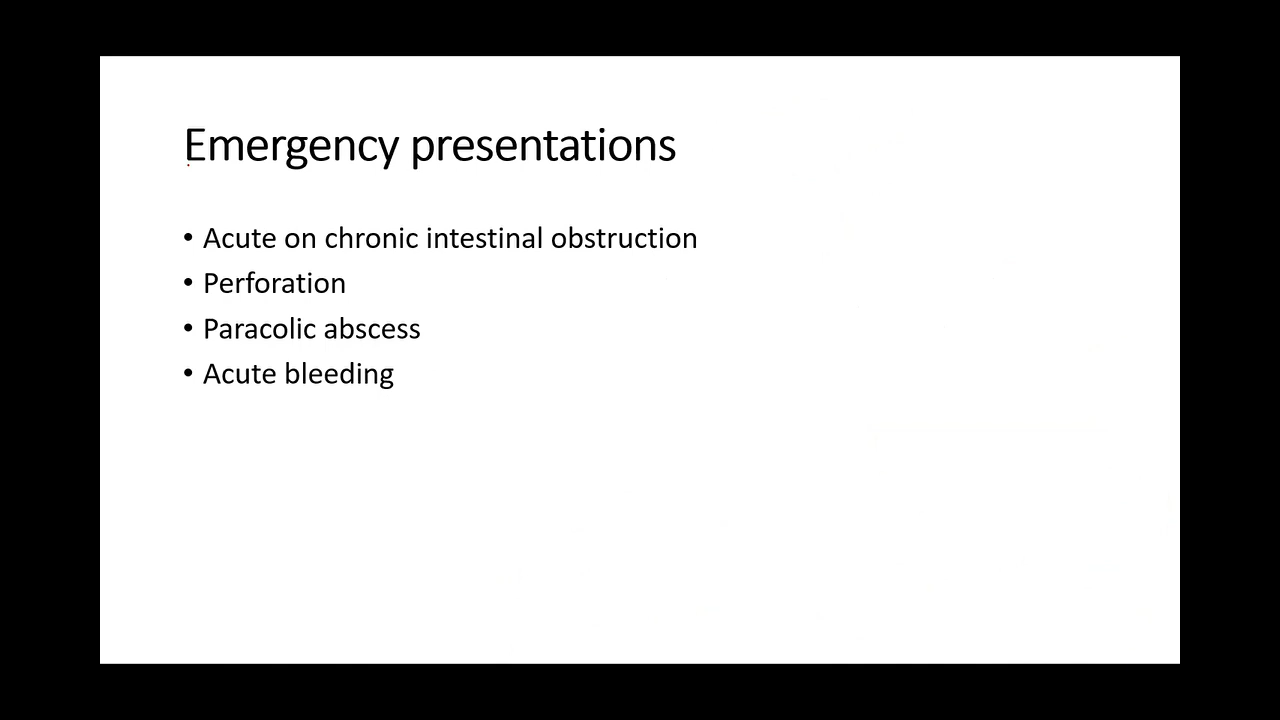 Emergency presentations
• Acute on chronic intestinal obstruction
• Perforation
• Paracolic abscess
• Acute bleeding